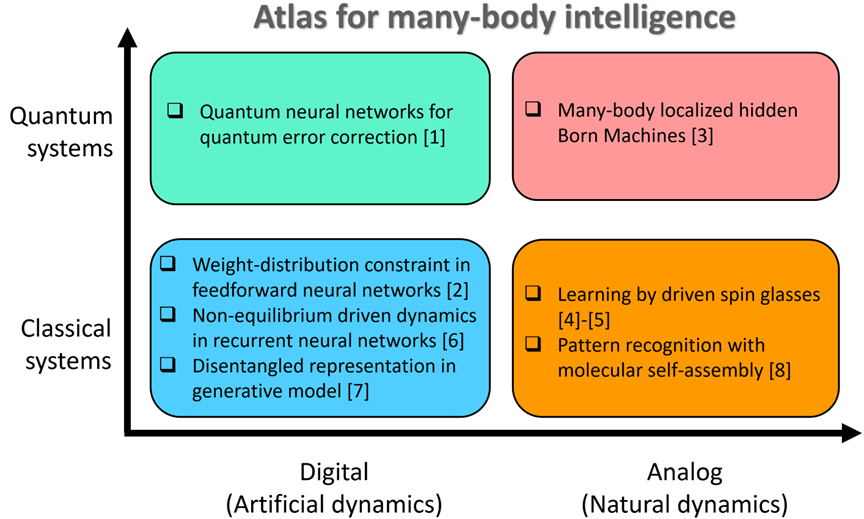 Atlas for many-body intelligence
Quantum
systems
Quantum neural networks for
quantum error correction [1]
Many-body localized hidden
Born Machines [3]
Classical
systems
Weight-distribution constraint in
feedforward neural networks [2]
Non-equilibrium driven dynamics
in recurrent neural networks [6]
Disentangled representation in
generative model [7]
Learning by driven spin glasses
[4]-[5]
Pattern recognition with
molecular self-assembly [8]
Digital
(Artificial dynamics)
Analog
(Natural dynamics)